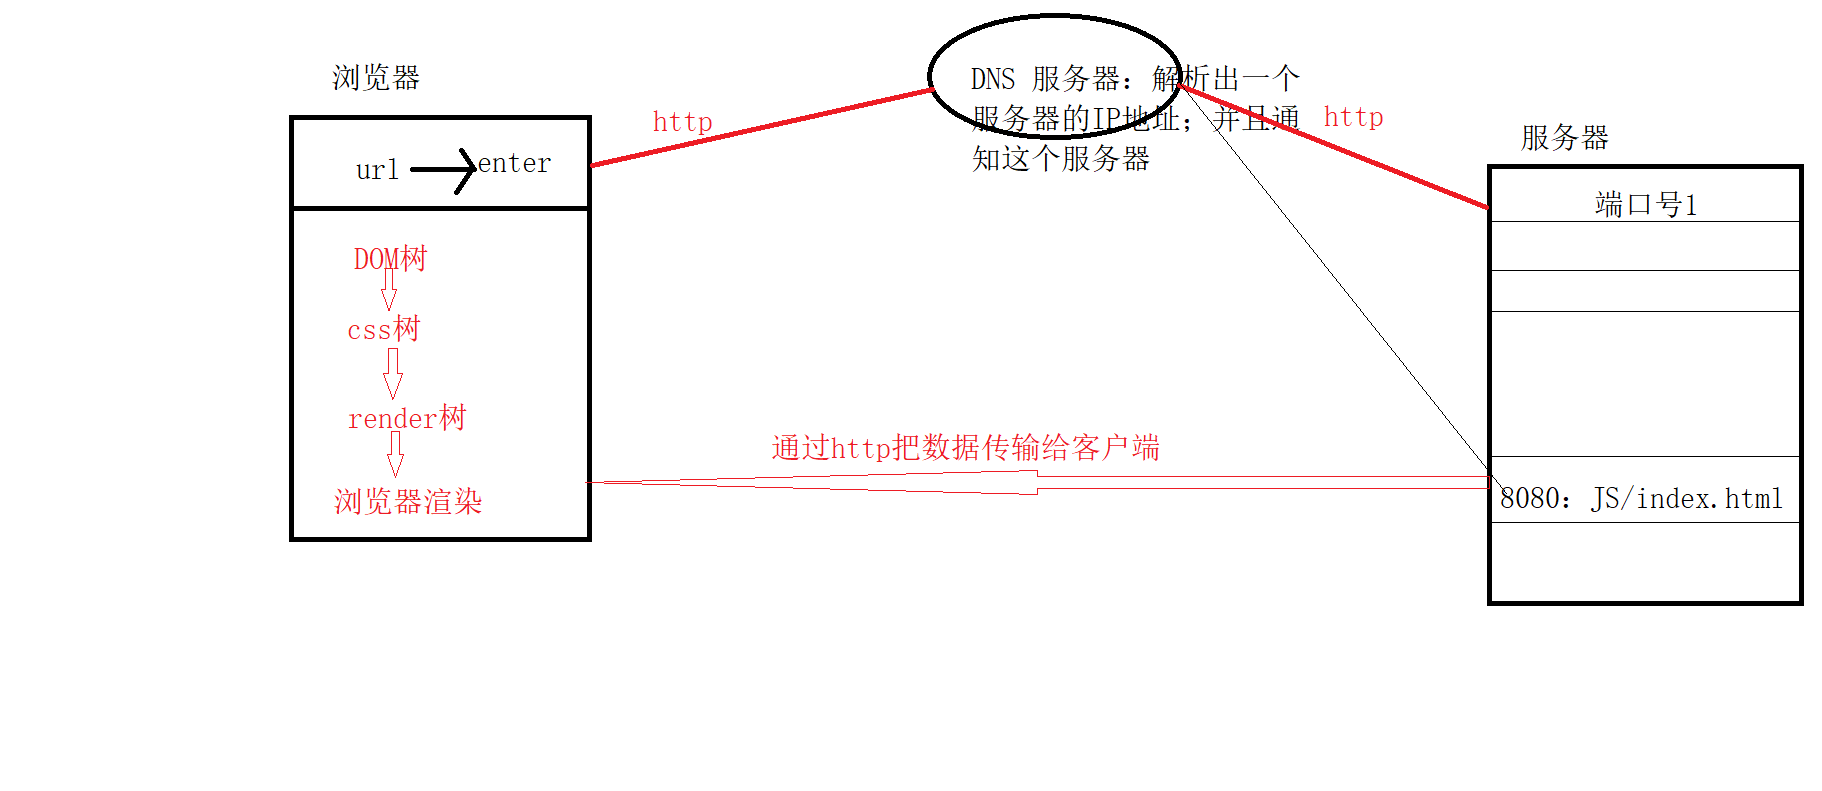 浏览器
url
enter
DOM树
css树
render树
浏览器渲染
http
DNS 服务器：解析出一个
服务器的IP地址；并且通
知这个服务器
http
通过http把数据传输给客户端
服务器
端口号1
8080：JS/index.html